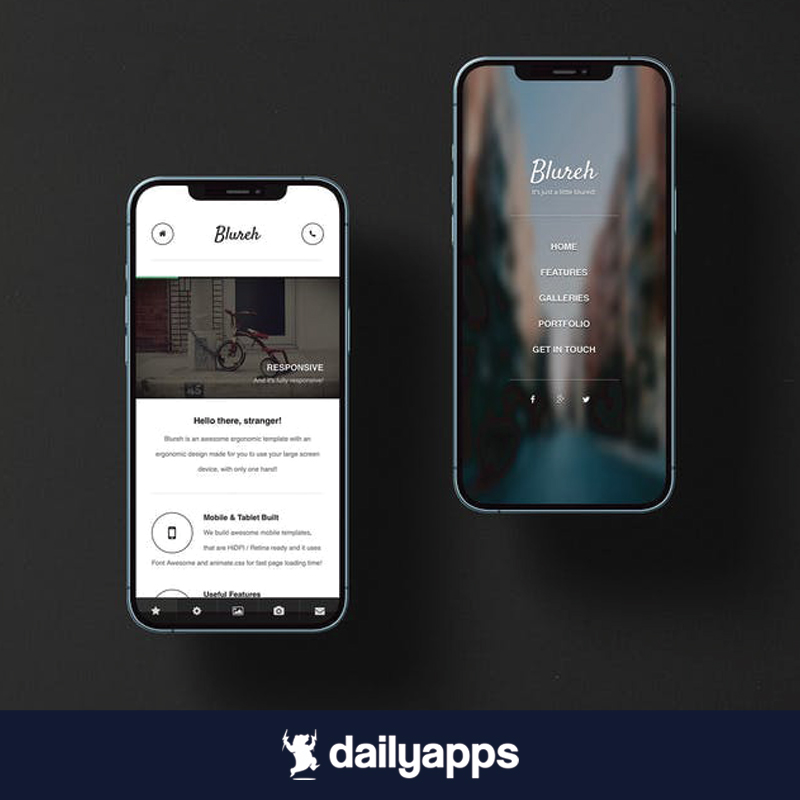 Blureh
RESPONSIVE
And it's fully responsive!
Hello there, stranger!
Blureh is an awesome ergonomic template with an
ergonomic design made for you to use your large screen
device, with only one hand!
Mobile & Tablet Built
We build awesome mobile templates,
that are HiDPI / Retina ready and it uses
Font Awesome and animate.css for fast page loading time!
Useful Features
Blureh
It's just a little blured!
HOME
FEATURES
GALLERIES
PORTFOLIO
GET IN TOUCH
dailyapps